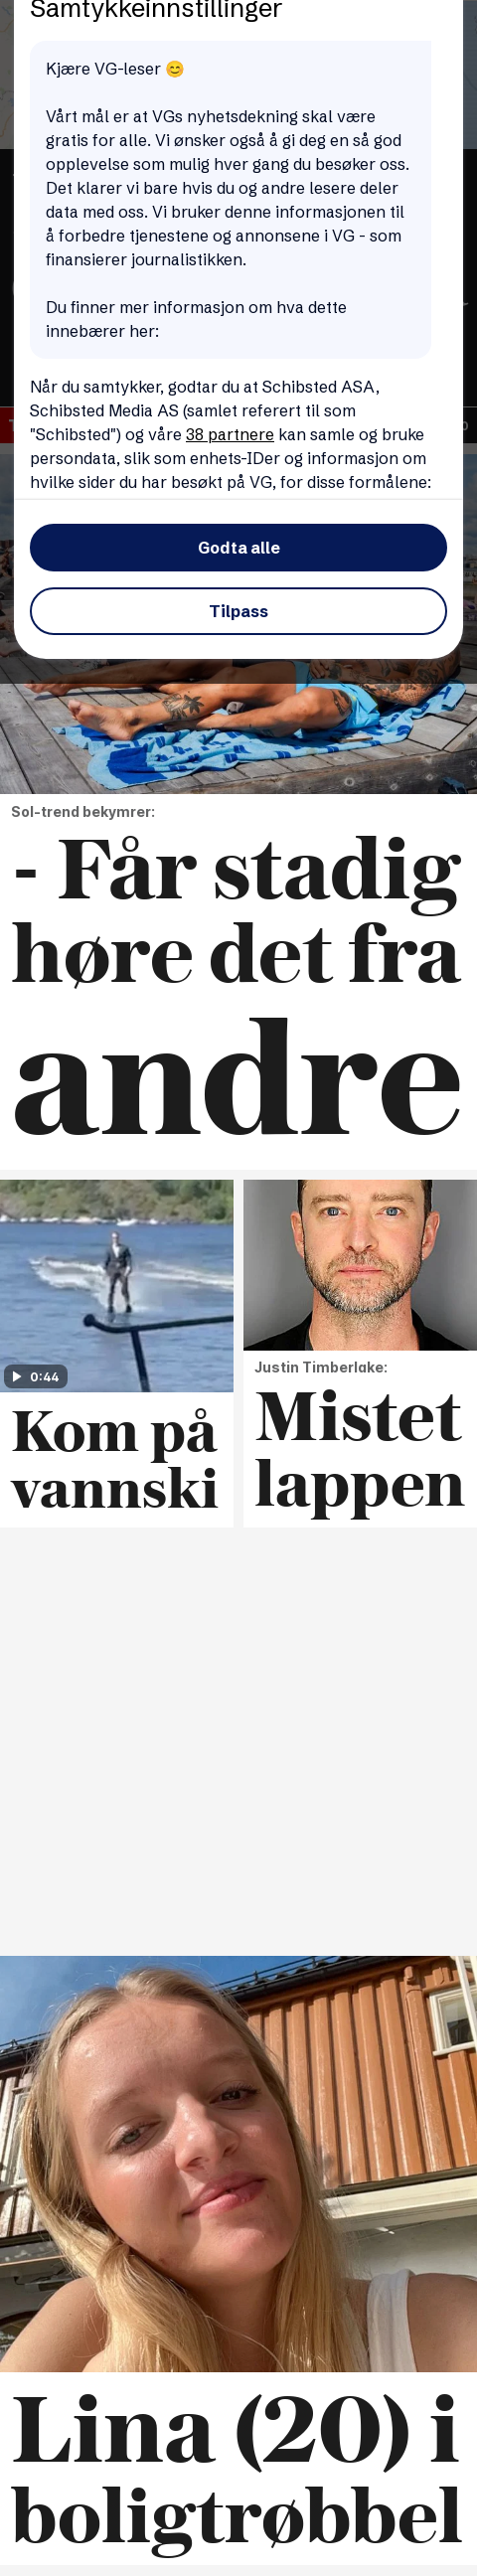 Samtykkeinnstillinger
Kjære VG-leser 😊
Vårt mål er at VGs nyhetsdekning skal være
gratis for alle. Vi ønsker også å gi deg en så god
opplevelse som mulig hver gang du besøker oss.
Det klarer vi bare hvis du og andre lesere deler
data med oss. Vi bruker denne informasjonen til
å forbedre tjenestene og annonsene i VG - som
finansierer journalistikken.
Du finner mer informasjon om hva dette
innebærer her:
Når du samtykker, godtar du at Schibsted ASA,
Schibsted Media AS (samlet referert til som
"Schibsted") og våre 38 partnere kan samle og bruke
persondata, slik som enhets-IDer og informasjon om
hvilke sider du har besøkt på VG, for disse formålene:
Godta alle
Tilpass
Sol-trend bekymrer:
- Får stadig
høre det fra
andre
0:44
Kom på
vannski
Justin Timberlake:
Mistet
lappen
Lina (20) i
boligtrøbbel